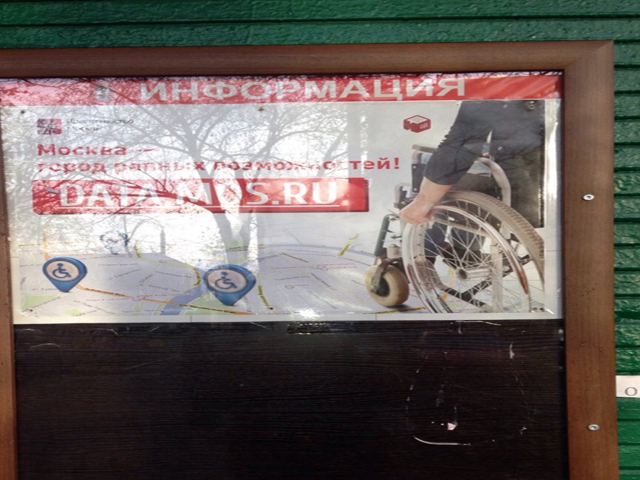 ИНФОРМАЦИЯ
Москва —
город равных возможностей!
DATA.MOS.RU